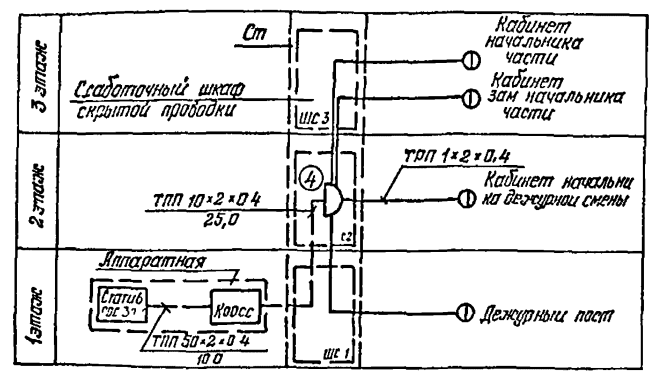 3 этаж
Ст
Слаботочный шкаф
скрытой проводки
ШС 3
Кабинет
начальника
части
Кабинет
зам начальника
части
2 этаж
4
ТПП 10×2×0 4
25,0
ТРП 1×2×0,4
Кабинет начальни
ка дежурной смены
1 этаж
Аппаратная
Статив
Кросс
ТПП 50×2×0 4
10 0
ШС 1
Дежурный пост